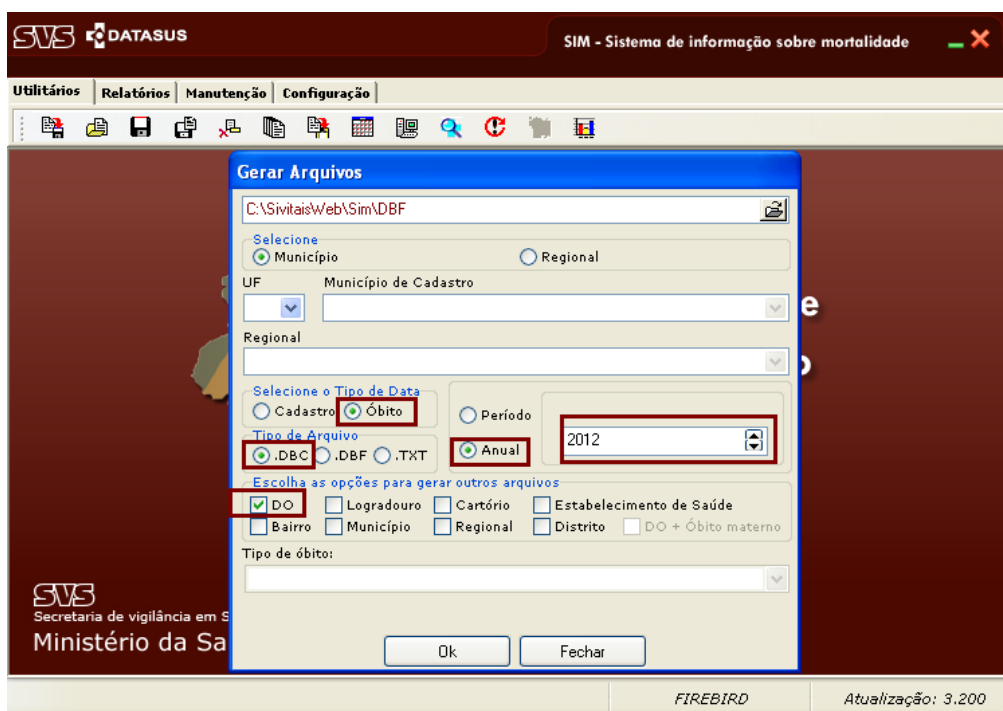 SVS DATASUS
SIM - Sistema de informação sobre mortalidade
Utilitários Relatórios Manutenção Configuração
Gerar Arquivos
C:\SivitaisWeb\Sim\DBF
Selecione
Município Regional
UF Município de Cadastro
e
Regional
o
Selecione o Tipo de Data
Cadastro Óbito
Período
Tipo de Arquivo
2012
.DBC .DBF .TXT
Anual
Escolha as opções para gerar outros arquivos
DO Logradouro Cartório Estabelecimento de Saúde
Bairro Município Regional Distrito DO + Óbito materno
Tipo de óbito:
SVS
Secretaria de vigilância em S
Ministério da Sa
Ok Fechar
FIREBIRD Atualização: 3.200